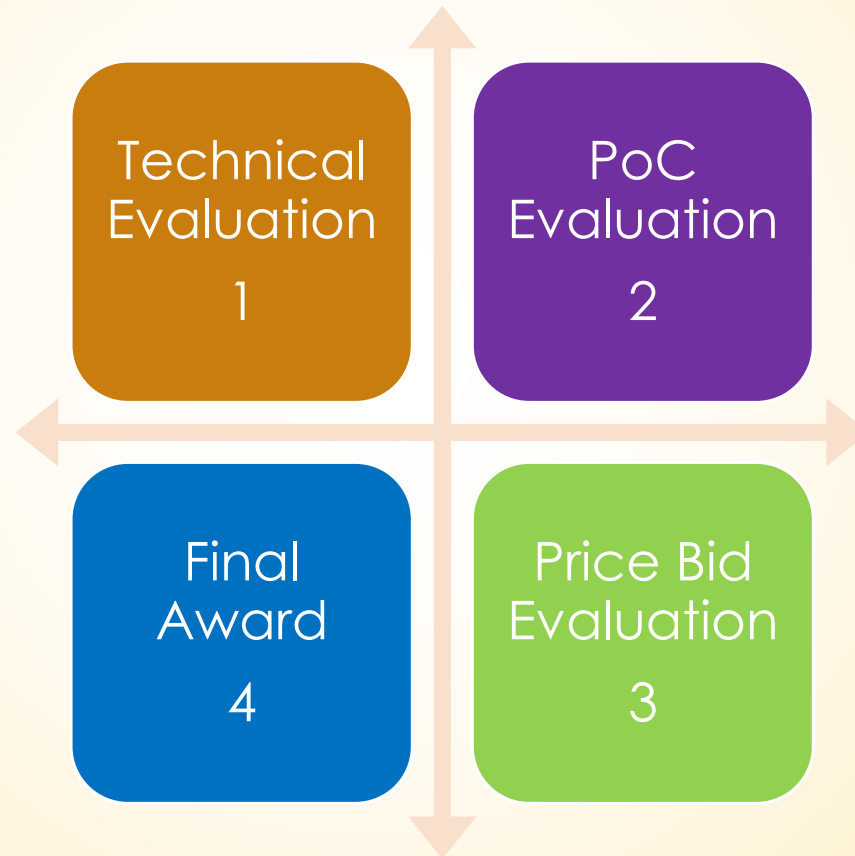 Technical
Evaluation
1
PoC
Evaluation
2
Final
Award
4
Price Bid
Evaluation
3